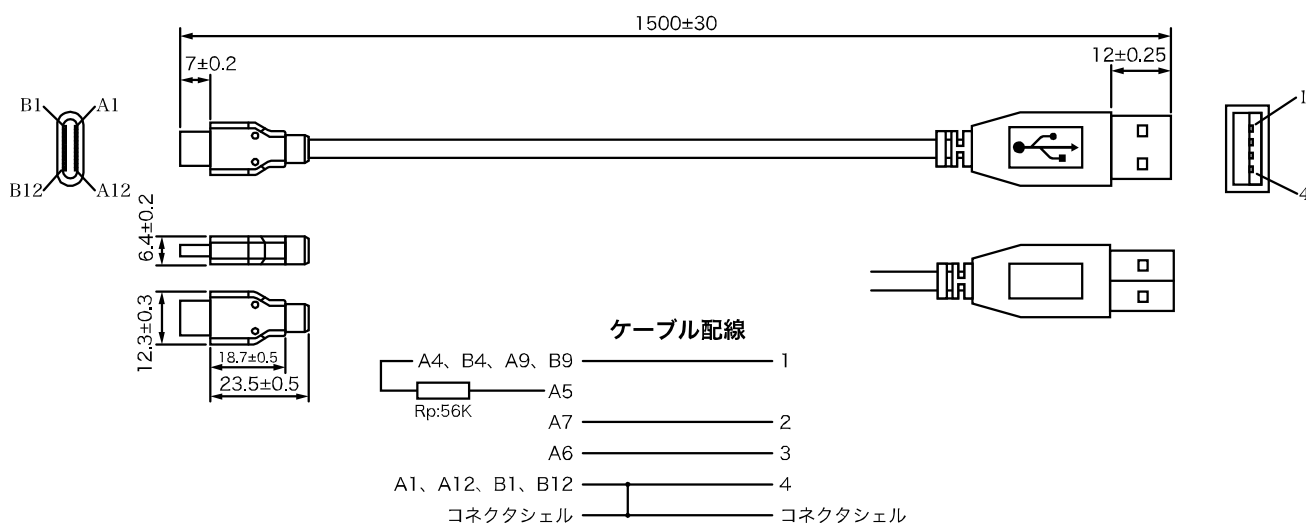 1500±30
7±0.2
12±0.25
B1
A1
1
B12
A12
4
6.4±0.2
12.3±0.3
18.7±0.5
23.5±0.5
ケーブル配線
A4、B4、A9、B9 1
A5
Rp:56K
A7 2
A6 3
A1、A12、B1、B12 4
コネクタシェル コネクタシェル